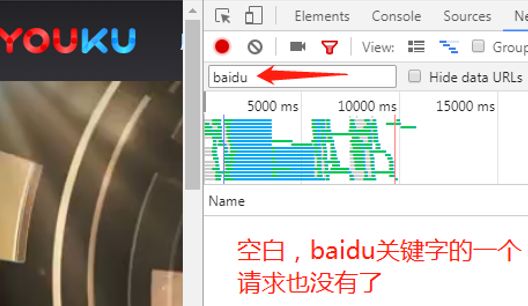 YOUKU
Elements Console Sources Ne
View: Group
baidu Hide data URLs
5000 ms 10000 ms 15000 ms
Name
空白，baidu关键字的一个
请求也没有了